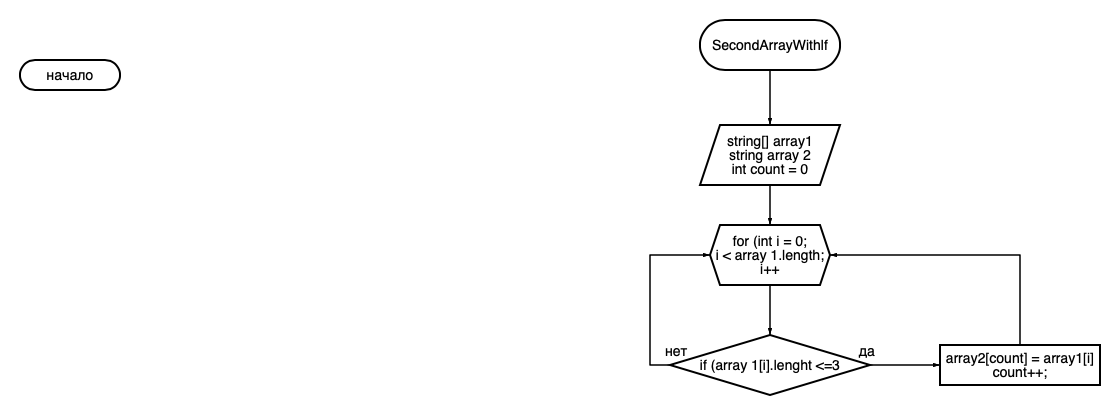 начало
SecondArrayWithIf
string[] array1
string array 2
int count = 0
for (int i = 0;
i < array 1.length;
i++
нет
if (array 1[i].lenght <=3
да
array2[count] = array1[i]
count++;